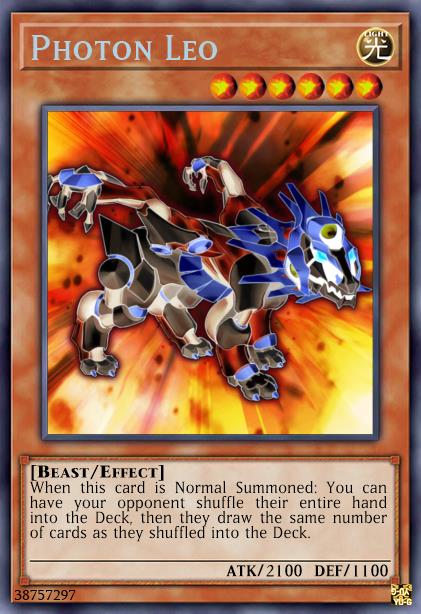 PHOTON LEO
LIGHT
光
[BEAST/EFFECT]
When this card is Normal Summoned: You can
have your opponent shuffle their entire hand
into the Deck, then they draw the same number
of cards as they shuffled into the Deck.
ATK/2100 DEF/1100
38757297